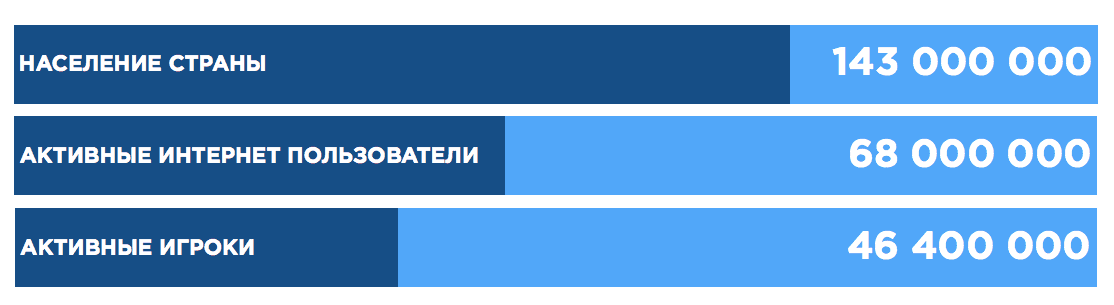 НАСЕЛЕНИЕ СТРАНЫ 143 000 000
АКТИВНЫЕ ИНТЕРНЕТ ПОЛЬЗОВАТЕЛИ 68 000 000
АКТИВНЫЕ ИГРОКИ 46 400 000